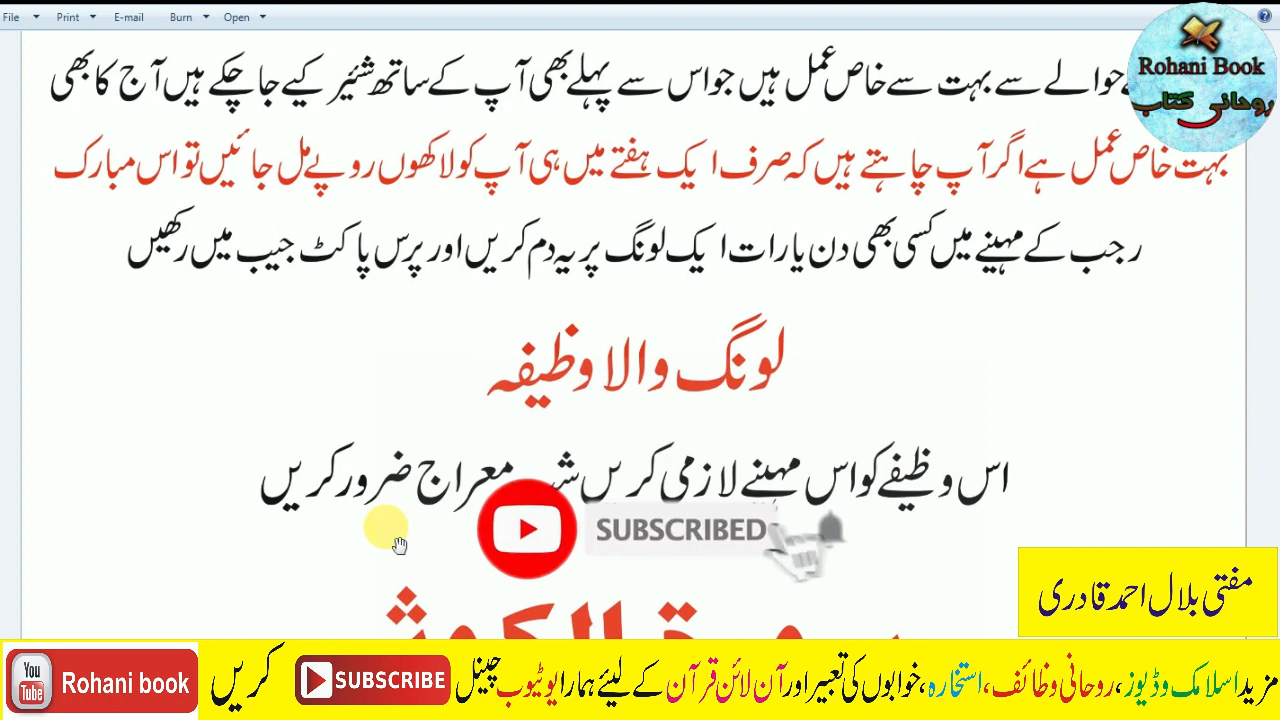 File Print E-mail Burn Open
Rohani Book
روحانی کتاب
حوالے سے بہت سے خاص عمل ہیں جو اس سے پہلے بھی آپ کے ساتھ شئیر کیے جا چکے ہیں آج کا بھی
بہت خاص عمل ہے اگر آپ چاہتے ہیں کہ صرف ایک ہفتے میں ہی آپ کو لاکھوں روپے مل جائیں تو اس مبارک
رجب کے مہینے میں کسی بھی دن یا رات ایک لونگ پر یہ دم کریں اور پرس پاکٹ جیب میں رکھیں
لونگ والا وظیفہ
اس وظیفے کو اس مہنے لازمی کریں معراج ضرور کریں
SUBSCRIBED
مفتی بلال احمد قادری
مزید اسلامک وڈیوز، روحانی وظائف، استخارہ، خوابوں کی تعبیر اور آن لائن قرآن کے لیئے ہمارا یوٹیوب چینل SUBSCRIBE کریں
You Tube Rohani book